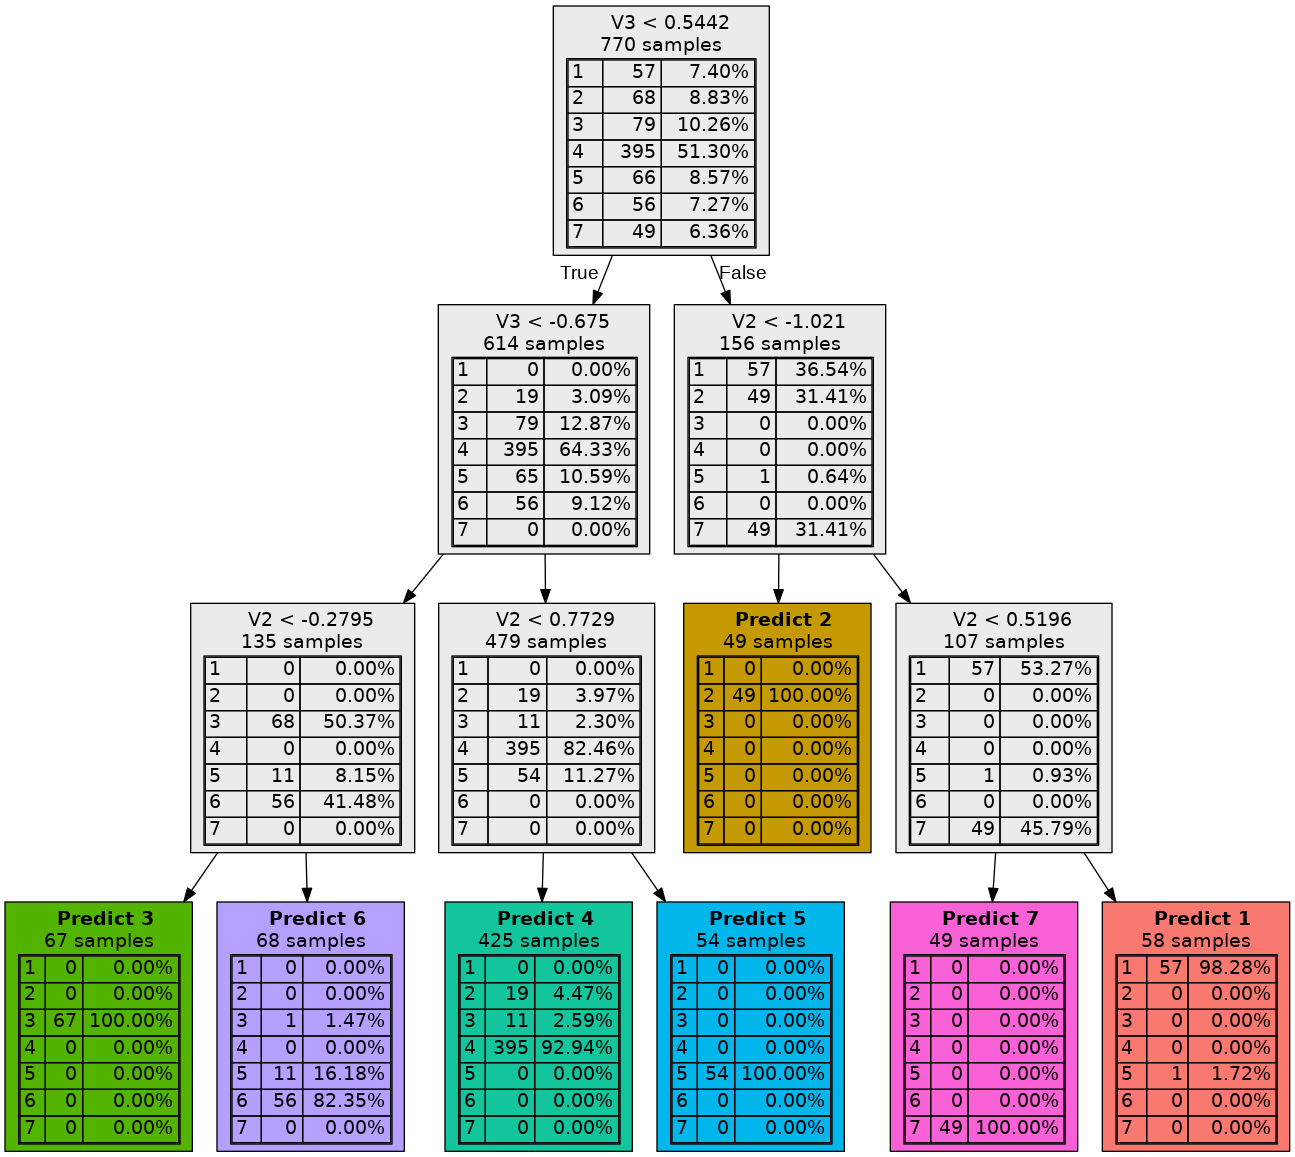 V3 < 0.5442
770 samples
1 57 7.40%
2 68 8.83%
3 79 10.26%
4 395 51.30%
5 66 8.57%
6 56 7.27%
7 49 6.36%
True
False
V3 < -0.675
614 samples
1 0 0.00%
2 19 3.09%
3 79 12.87%
4 395 64.33%
5 65 10.59%
6 56 9.12%
7 0 0.00%
V2 < -1.021
156 samples
1 57 36.54%
2 49 31.41%
3 0 0.00%
4 0 0.00%
5 1 0.64%
6 0 0.00%
7 49 31.41%
V2 < -0.2795
135 samples
1 0 0.00%
2 0 0.00%
3 68 50.37%
4 0 0.00%
5 11 8.15%
6 56 41.48%
7 0 0.00%
V2 < 0.7729
479 samples
1 0 0.00%
2 19 3.97%
3 11 2.30%
4 395 82.46%
5 54 11.27%
6 0 0.00%
7 0 0.00%
Predict 2
49 samples
1 0 0.00%
2 49 100.00%
3 0 0.00%
4 0 0.00%
5 0 0.00%
6 0 0.00%
7 0 0.00%
V2 < 0.5196
107 samples
1 57 53.27%
2 0 0.00%
3 0 0.00%
4 0 0.00%
5 1 0.93%
6 0 0.00%
7 49 45.79%
Predict 3
67 samples
1 0 0.00%
2 0 0.00%
3 67 100.00%
4 0 0.00%
5 0 0.00%
6 0 0.00%
7 0 0.00%
Predict 6
68 samples
1 0 0.00%
2 0 0.00%
3 1 1.47%
4 0 0.00%
5 11 16.18%
6 56 82.35%
7 0 0.00%
Predict 4
425 samples
1 0 0.00%
2 19 4.47%
3 11 2.59%
4 395 92.94%
5 0 0.00%
6 0 0.00%
7 0 0.00%
Predict 5
54 samples
1 0 0.00%
2 0 0.00%
3 0 0.00%
4 0 0.00%
5 54 100.00%
6 0 0.00%
7 0 0.00%
Predict 7
49 samples
1 0 0.00%
2 0 0.00%
3 0 0.00%
4 0 0.00%
5 0 0.00%
6 0 0.00%
7 49 100.00%
Predict 1
58 samples
1 57 98.28%
2 0 0.00%
3 0 0.00%
4 0 0.00%
5 1 1.72%
6 0 0.00%
7 0 0.00%